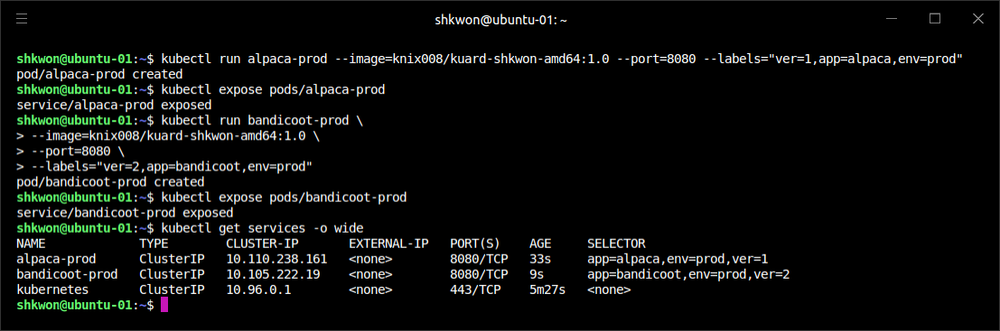 shkwon@ubuntu-01: ~
shkwon@ubuntu-01:~$ kubectl run alpaca-prod --image=knix008/kuard-shkwon-amd64:1.0 --port=8080 --labels="ver=1,app=alpaca,env=prod"
pod/alpaca-prod created
shkwon@ubuntu-01:~$ kubectl expose pods/alpaca-prod
service/alpaca-prod exposed
shkwon@ubuntu-01:~$ kubectl run bandicoot-prod \
> --image=knix008/kuard-shkwon-amd64:1.0 \
> --port=8080 \
> --labels="ver=2,app=bandicoot,env=prod"
pod/bandicoot-prod created
shkwon@ubuntu-01:~$ kubectl expose pods/bandicoot-prod
service/bandicoot-prod exposed
shkwon@ubuntu-01:~$ kubectl get services -o wide
NAME             TYPE        CLUSTER-IP       EXTERNAL-IP   PORT(S)    AGE     SELECTOR
alpaca-prod      ClusterIP   10.110.238.161   <none>        8080/TCP   33s     app=alpaca,env=prod,ver=1
bandicoot-prod   ClusterIP   10.105.222.19    <none>        8080/TCP   9s      app=bandicoot,env=prod,ver=2
kubernetes       ClusterIP   10.96.0.1        <none>        443/TCP    5m27s   <none>
shkwon@ubuntu-01:~$